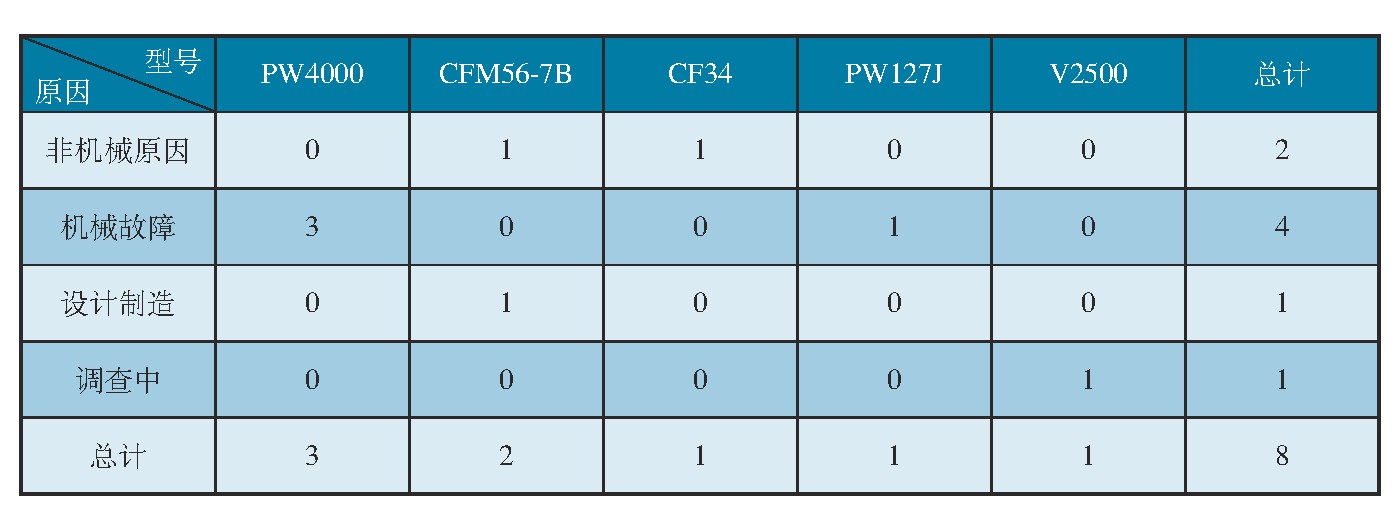 型号
原因
PW4000 CFM56-7B CF34 PW127J V2500 总计
非机械原因 0 1 1 0 0 2
机械故障 3 0 0 1 0 4
设计制造 0 1 0 0 0 1
调查中 0 0 0 0 1 1
总计 3 2 1 1 1 8